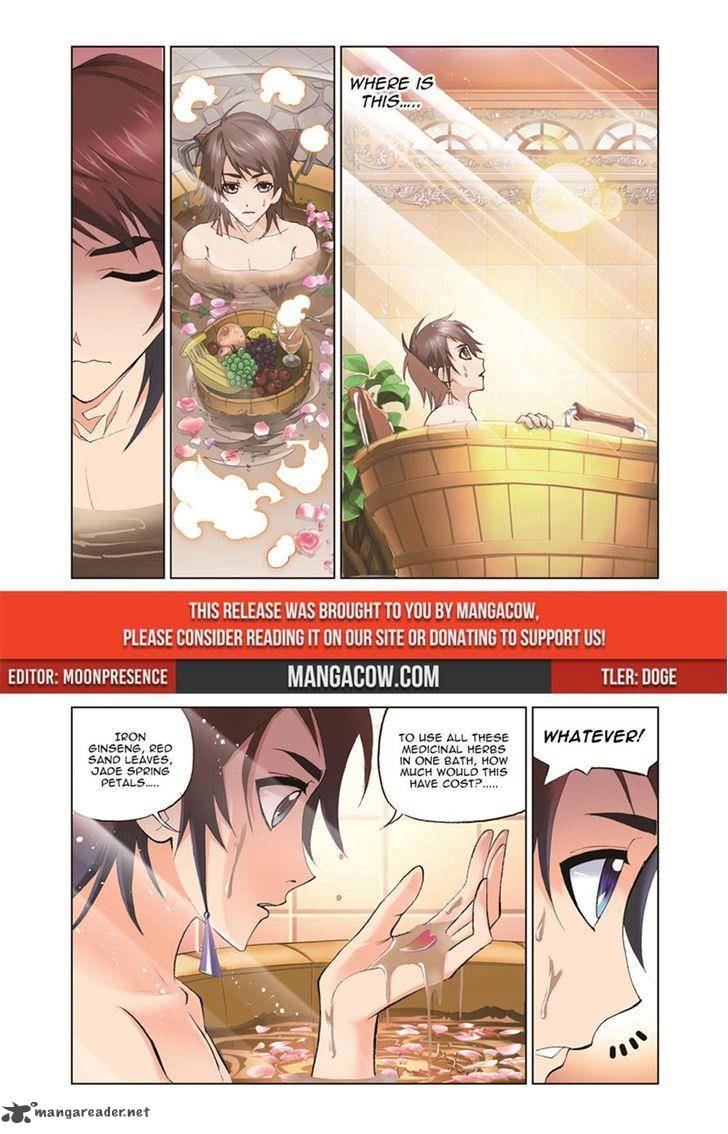 WHERE IS
THIS.....
THIS RELEASE WAS BROUGHT TO YOU BY MANGACOW,
PLEASE CONSIDER READING IT ON OUR SITE OR DONATING TO SUPPORT US!
EDITOR: MOONPRESENCE
MANGACOW.COM
TLER: DOGE
IRON
GINSENG, RED
SAND LEAVES,
JADE SPRING
PETALS.....
TO USE ALL THESE
MEDICINAL HERBS
IN ONE BATH, HOW
MUCH WOULD THIS
HAVE COST?.....
WHATEVER!
mangareader.net